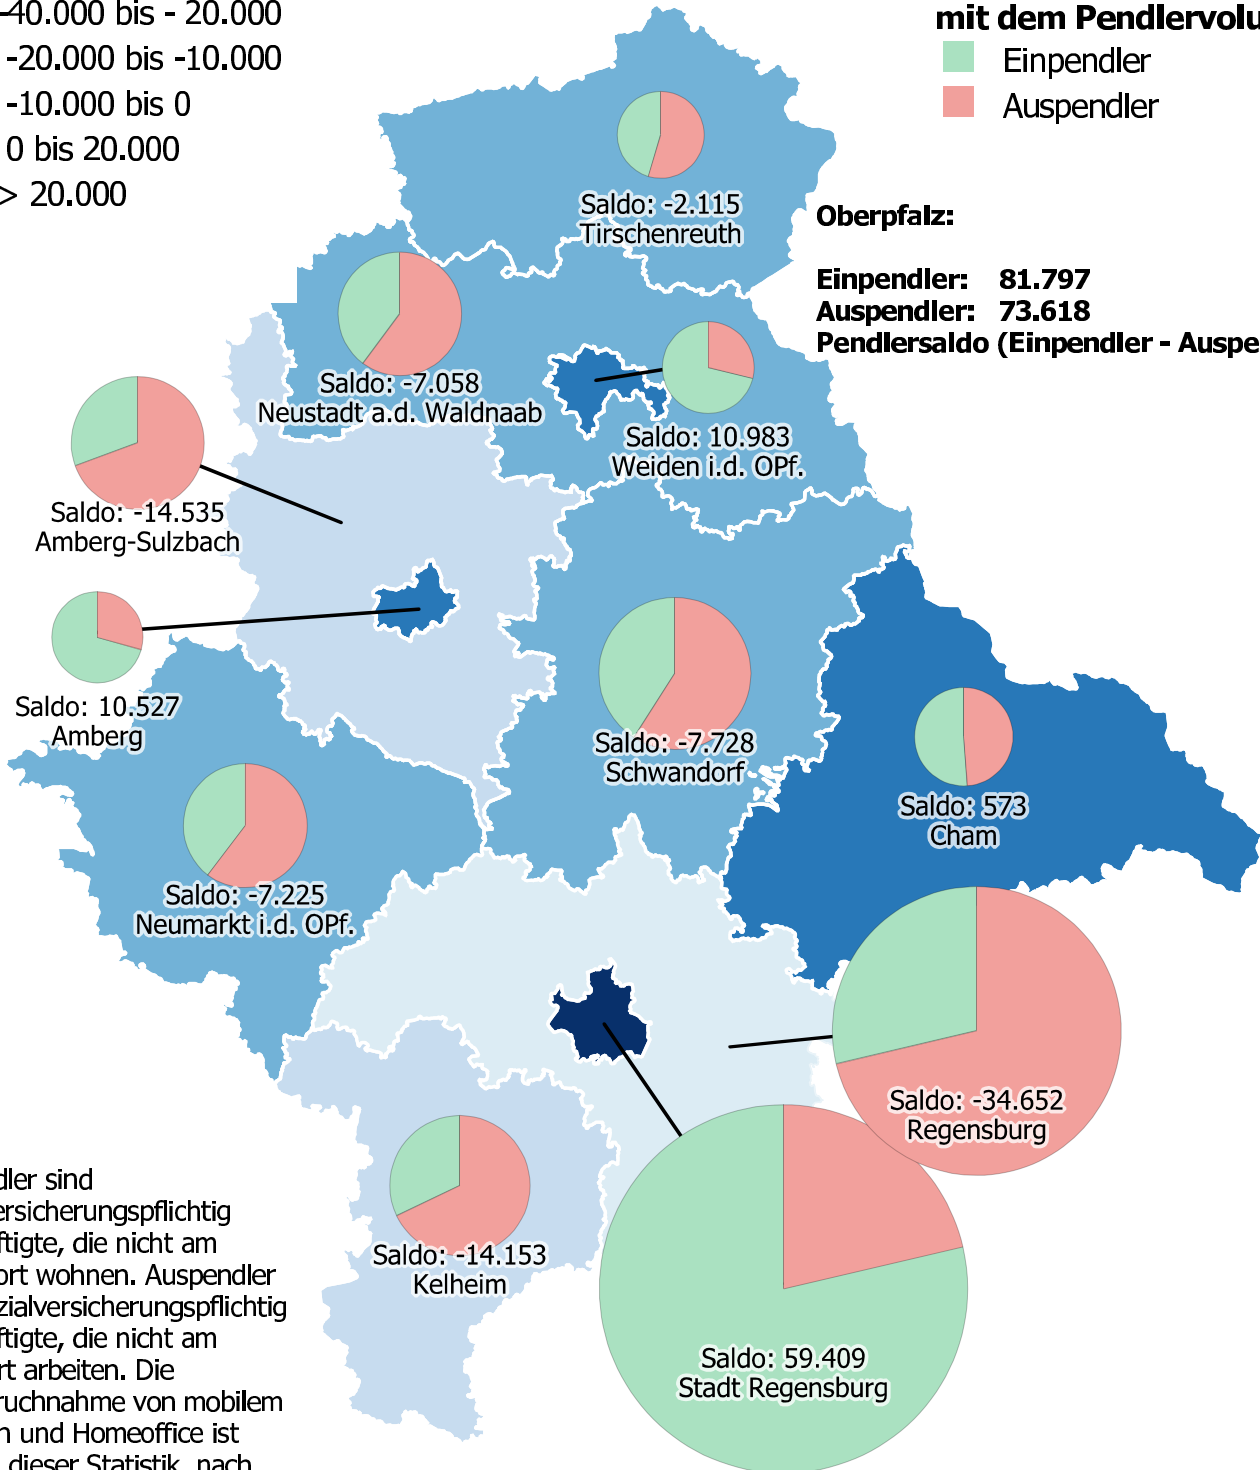 -40.000 bis - 20.000
-20.000 bis -10.000
-10.000 bis 0
0 bis 20.000
> 20.000
mit dem Pendlervolu
Einpendler
Auspendler
Oberpfalz:
Einpendler: 81.797
Auspendler: 73.618
Pendlersaldo (Einpendler - Auspe
Saldo: -2.115
Tirschenreuth
Saldo: -7.058
Neustadt a.d. Waldnaab
Saldo: 10.983
Weiden i.d. OPf.
Saldo: -14.535
Amberg-Sulzbach
Saldo: 10.527
Amberg
Saldo: -7.728
Schwandorf
Saldo: 573
Cham
Saldo: -7.225
Neumarkt i.d. OPf.
Saldo: -34.652
Regensburg
Saldo: -14.153
Kelheim
Saldo: 59.409
Stadt Regensburg
dler sind
ersicherungspflichtig
ftigte, die nicht am
ort wohnen. Auspendler
zialversicherungspflichtig
ftigte, die nicht am
rt arbeiten. Die
ruchnahme von mobilem
n und Homeoffice ist
dieser Statistik, nach